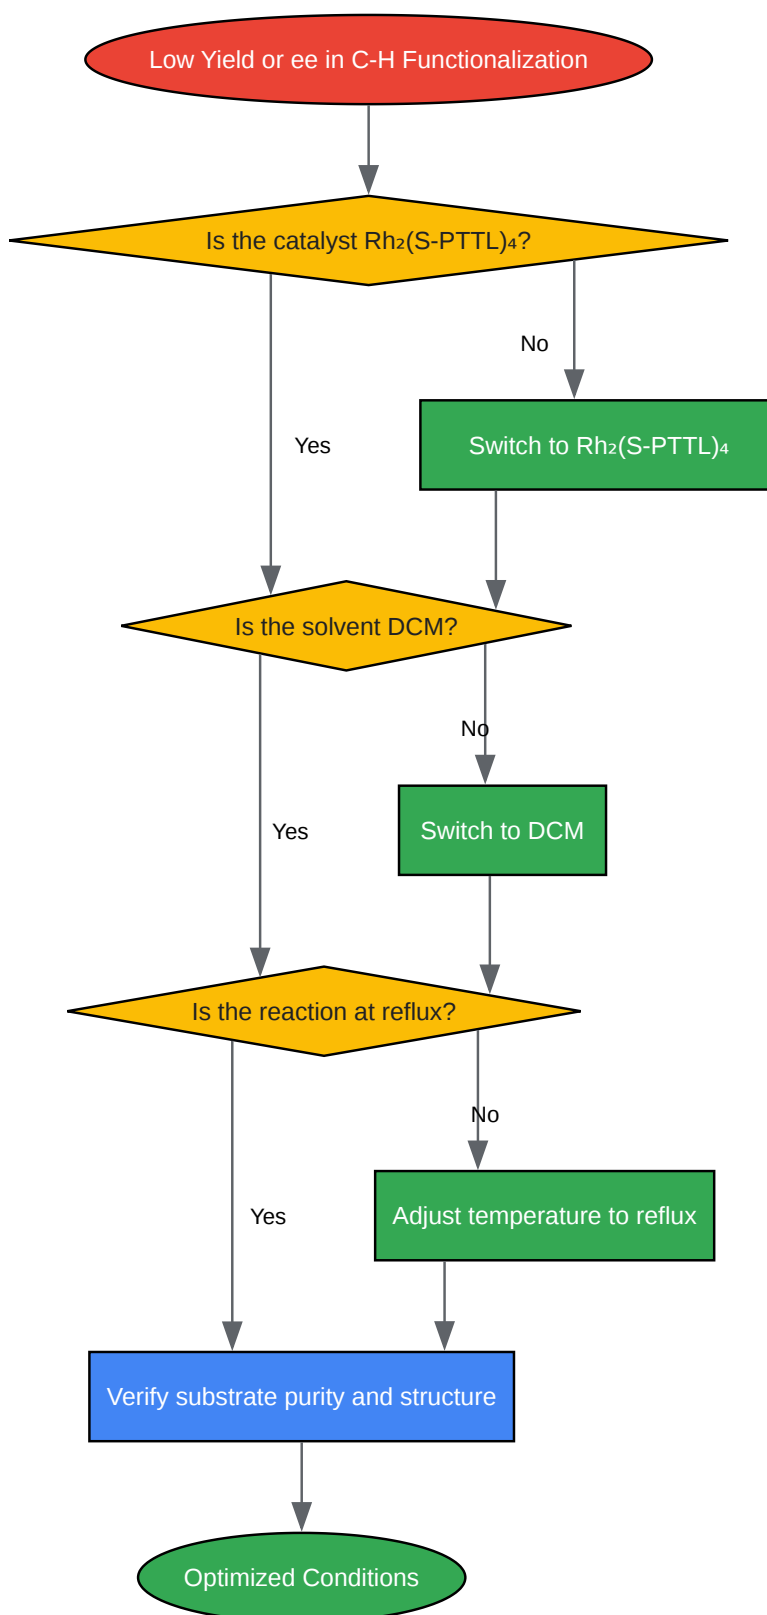 Low Yield or ee in C-H Functionalization
Is the catalyst Rh₂(S-PTTL)₄?
No
Yes
Switch to Rh₂(S-PTTL)₄
Is the solvent DCM?
No
Yes
Switch to DCM
Is the reaction at reflux?
No
Yes
Adjust temperature to reflux
Verify substrate purity and structure
Optimized Conditions